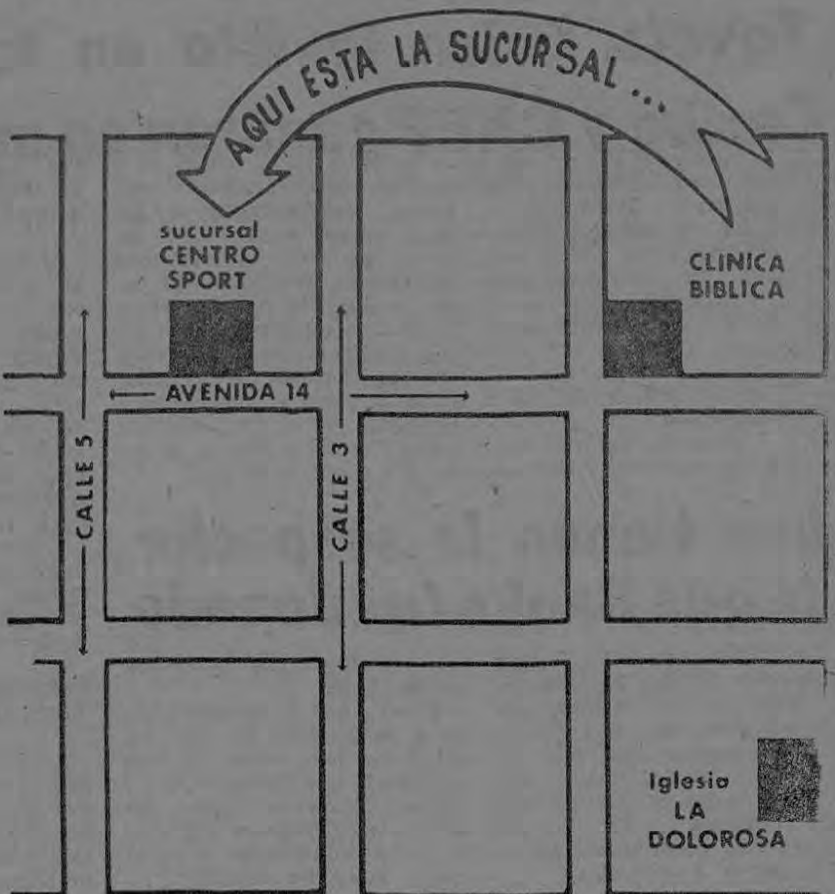 AQUI ESTA LA SUCURSAL ...
sucursal
CENTRO
SPORT
CLINICA
BIBLICA
AVENIDA 14
CALLE 5
CALLE 3
Iglesia
LA
DOLOROSA